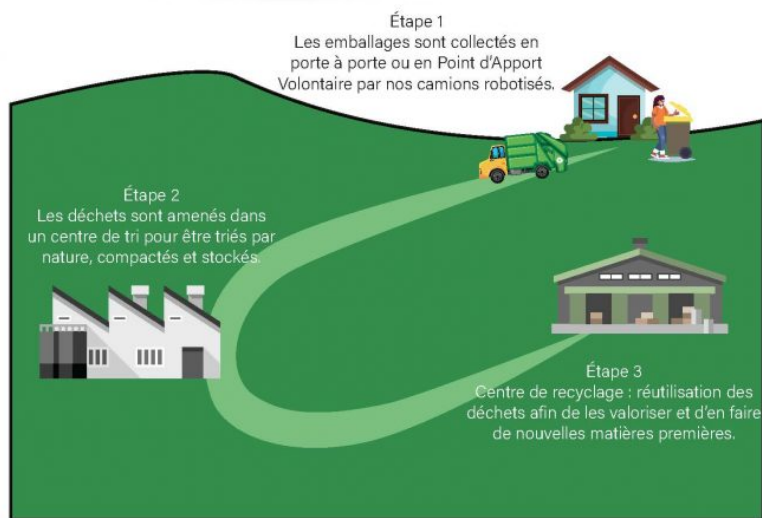 Étape 1
Les emballages sont collectés en
porte à porte ou en Point d'Apport
Volontaire par nos camions robotisés.
Étape 2
Les déchets sont amenés dans
un centre de tri pour être triés par
nature, compactés et stockés.
Étape 3
Centre de recyclage : réutilisation des
déchets afin de les valoriser et d'en faire
de nouvelles matières premières.